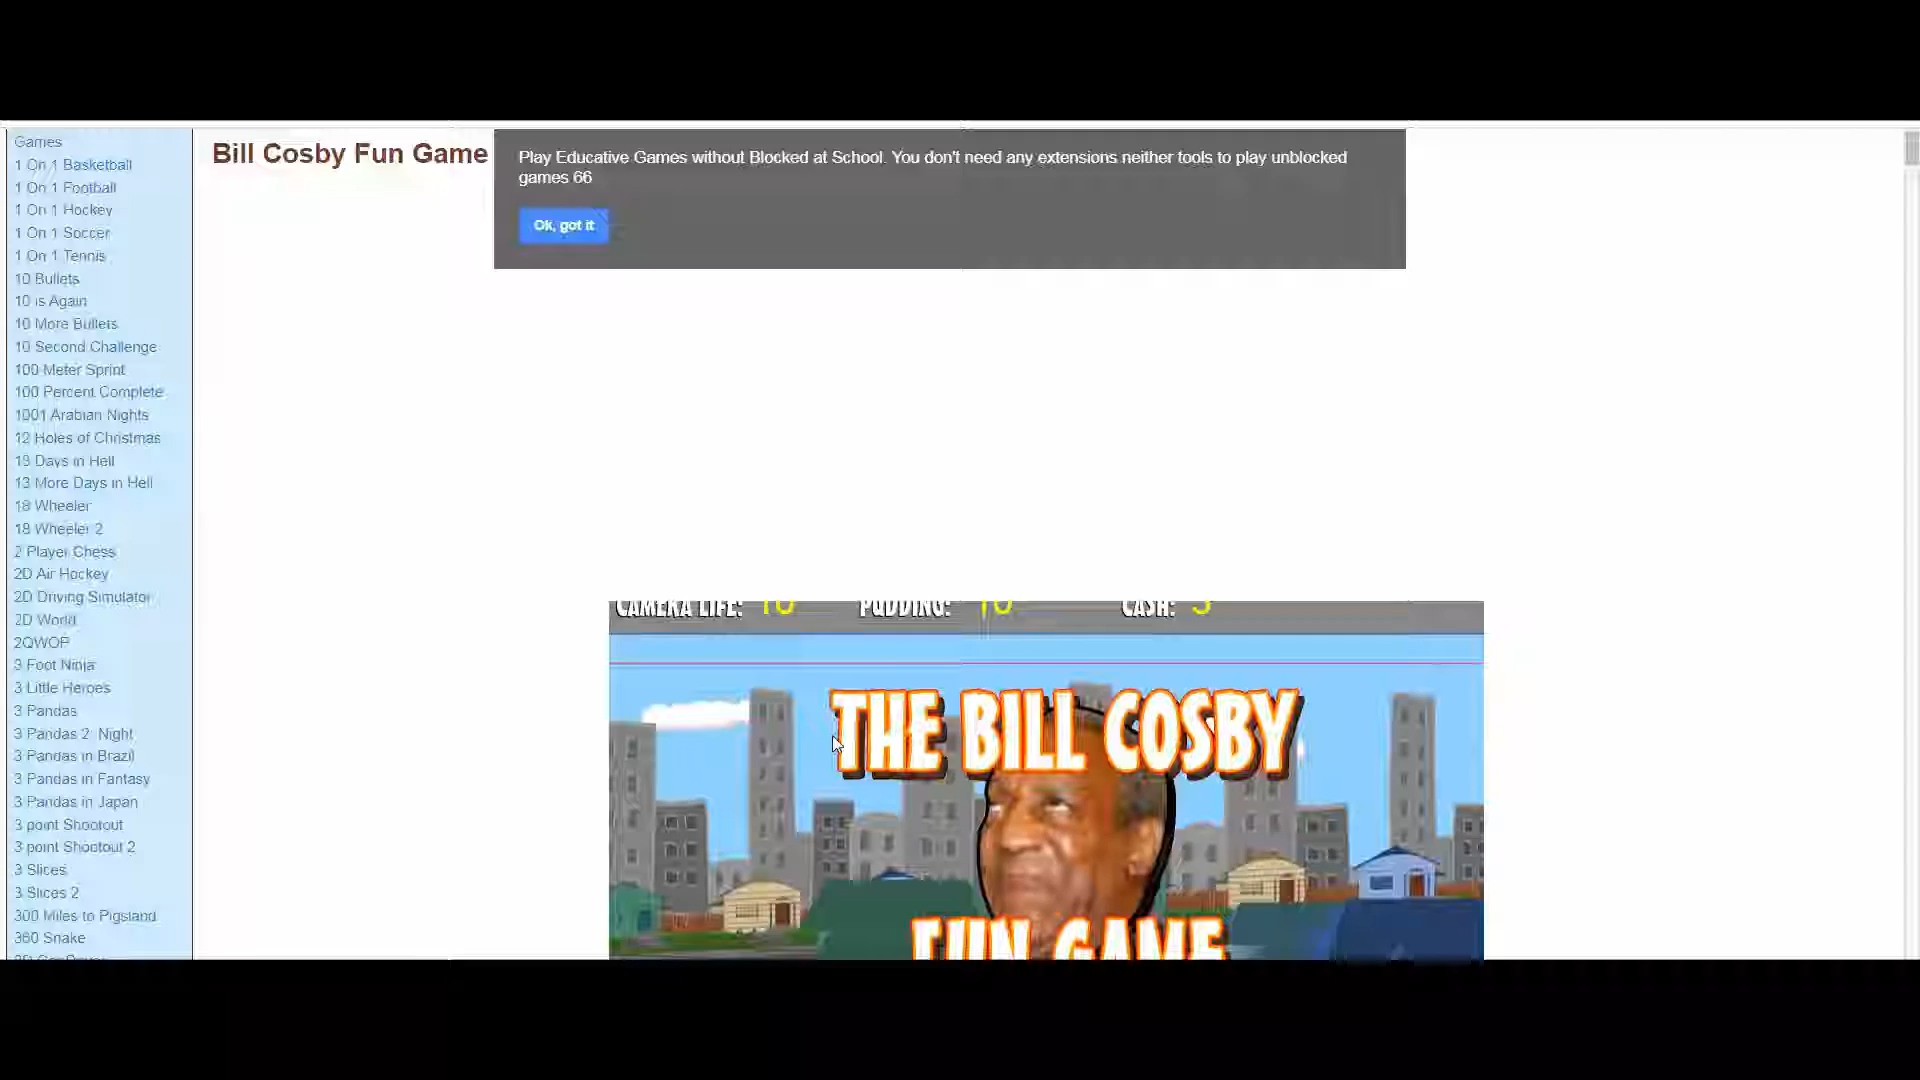 Games
1 On 1 Basketball
1 On 1 Football
1 On 1 Hockey
1 On 1 Soccer
1 On 1 Tennis
10 Bullets
10 is Again
10 More Bullets
10 Second Challenge
100 Meter Sprint
100 Percent Complete
1001 Arabian Nights
12 Holes of Christmas
13 Days in Hell
13 More Days in Hell
18 Wheeler
18 Wheeler 2
2 Player Chess
2D Air Hockey
2D Driving Simulator
2D World
2QWOP
3 Foot Ninja
3 Little Heroes
3 Pandas
3 Pandas 2: Night
3 Pandas in Brazil
3 Pandas in Fantasy
3 Pandas in Japan
3 point Shootout
3 point Shootout 2
3 Slices
3 Slices 2
300 Miles to Pigsland
360 Snake
Bill Cosby Fun Game
Play Educative Games without Blocked at School. You don't need any extensions neither tools to play unblocked
games 66
Ok, got it
CAMERA LIFE: 10 PUDDING: 10 CASH: 5
THE BILL COSBY
FUN GAME